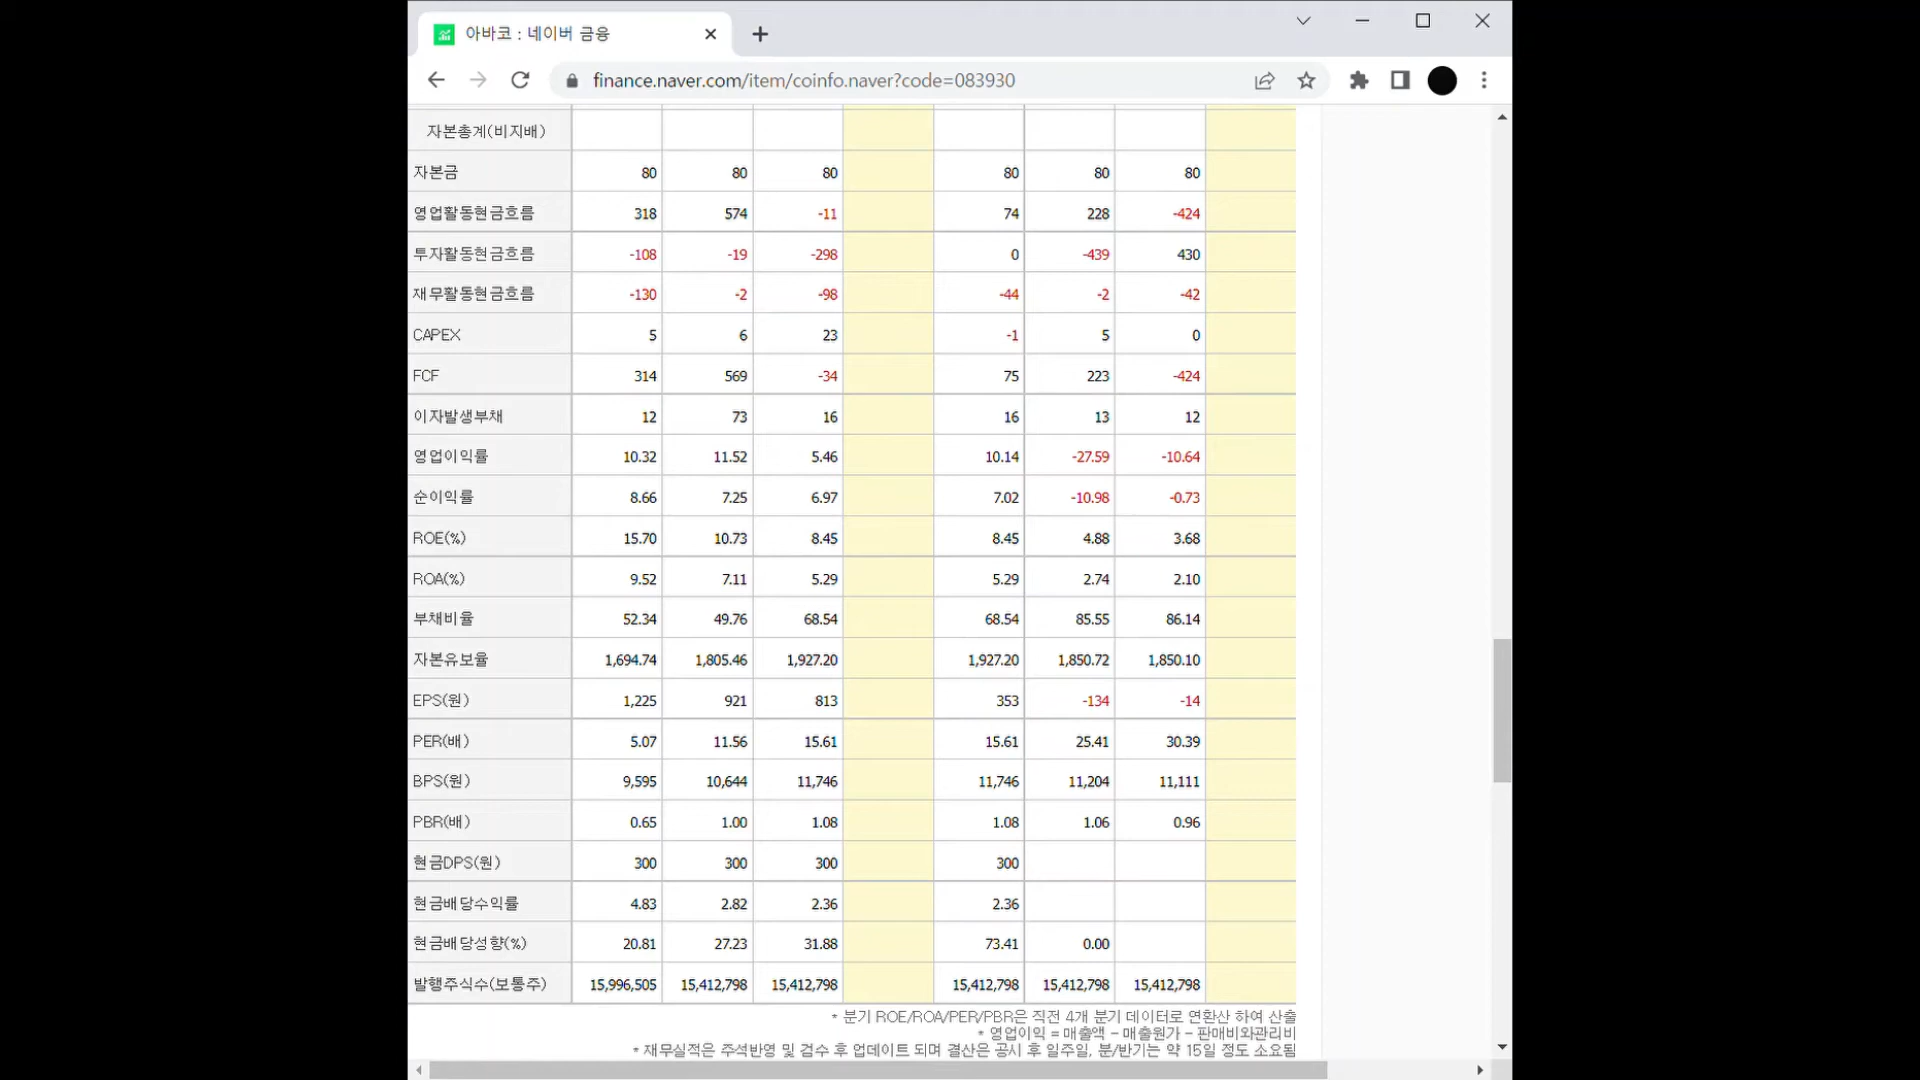 아바코 : 네이버 금융
finance.naver.com/item/coinfo.naver?code=083930
자본총계(비지배)
자본금 80 80 80 80 80 80
영업활동현금흐름 318 574 -11 74 228 -424
투자활동현금흐름 -108 -19 -298 0 -439 430
재무활동현금흐름 -130 -2 -98 -44 -2 -42
CAPEX 5 6 23 -1 5 0
FCF 314 569 -34 75 223 -424
이자발생부채 12 73 16 16 13 12
영업이익률 10.32 11.52 5.46 10.14 -27.59 -10.64
순이익률 8.66 7.25 6.97 7.02 -10.98 -0.73
ROE(%) 15.70 10.73 8.45 8.45 4.88 3.68
ROA(%) 9.52 7.11 5.29 5.29 2.74 2.10
부채비율 52.34 49.76 68.54 68.54 85.55 86.14
자본유보율 1,694.74 1,805.46 1,927.20 1,927.20 1,850.72 1,850.10
EPS(원) 1,225 921 813 353 -134 -14
PER(배) 5.07 11.56 15.61 15.61 25.41 30.39
BPS(원) 9,595 10,644 11,746 11,746 11,204 11,111
PBR(배) 0.65 1.00 1.08 1.08 1.06 0.96
현금DPS(원) 300 300 300 300
현금배당수익률 4.83 2.82 2.36 2.36
현금배당성향(%) 20.81 27.23 31.88 73.41 0.00
발행주식수(보통주) 15,996,505 15,412,798 15,412,798 15,412,798 15,412,798 15,412,798
* 분기 ROE/ROA/PER/PBR은 직전 4개 분기 데이터로 연환산 하여 산출
* 영업이익 = 매출액 - 매출원가 - 판매비와관리비
* 재무실적은 주석반영 및 검수 후 업데이트 되며 결산은 공시 후 일주일, 분/반기는 약 15일 정도 소요됨